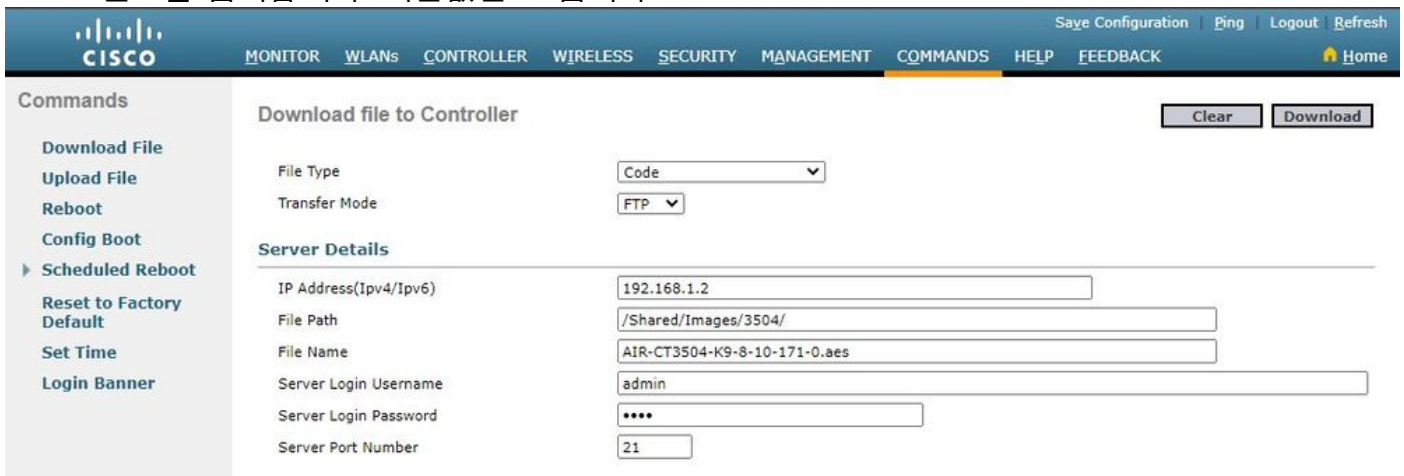 Save Configuration | Ping | Logout | Refresh
CISCO
MONITOR WLANs CONTROLLER WIRELESS SECURITY MANAGEMENT COMMANDS HELP FEEDBACK Home
Commands
Download File
Upload File
Reboot
Config Boot
Scheduled Reboot
Reset to Factory
Default
Set Time
Login Banner
Download file to Controller
Clear Download
File Type Code
Transfer Mode FTP
Server Details
IP Address(Ipv4/Ipv6) 192.168.1.2
File Path /Shared/Images/3504/
File Name AIR-CT3504-K9-8-10-171-0.aes
Server Login Username admin
Server Login Password ••••
Server Port Number 21